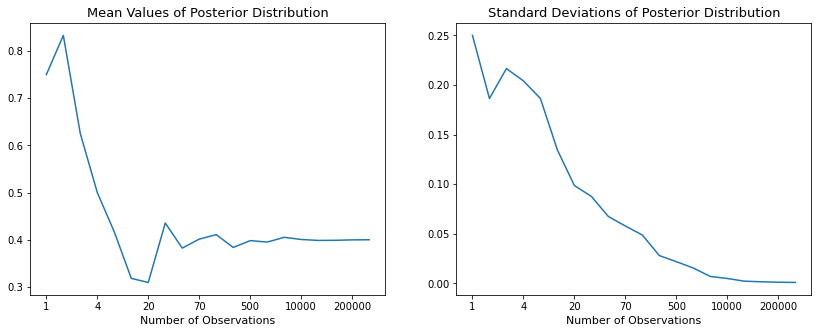 Mean Values of Posterior Distribution
0.8
0.7
0.6
0.5
0.4
0.3
1 4 20 70 500 10000 200000
Number of Observations
Standard Deviations of Posterior Distribution
0.25
0.20
0.15
0.10
0.05
0.00
1 4 20 70 500 10000 200000
Number of Observations